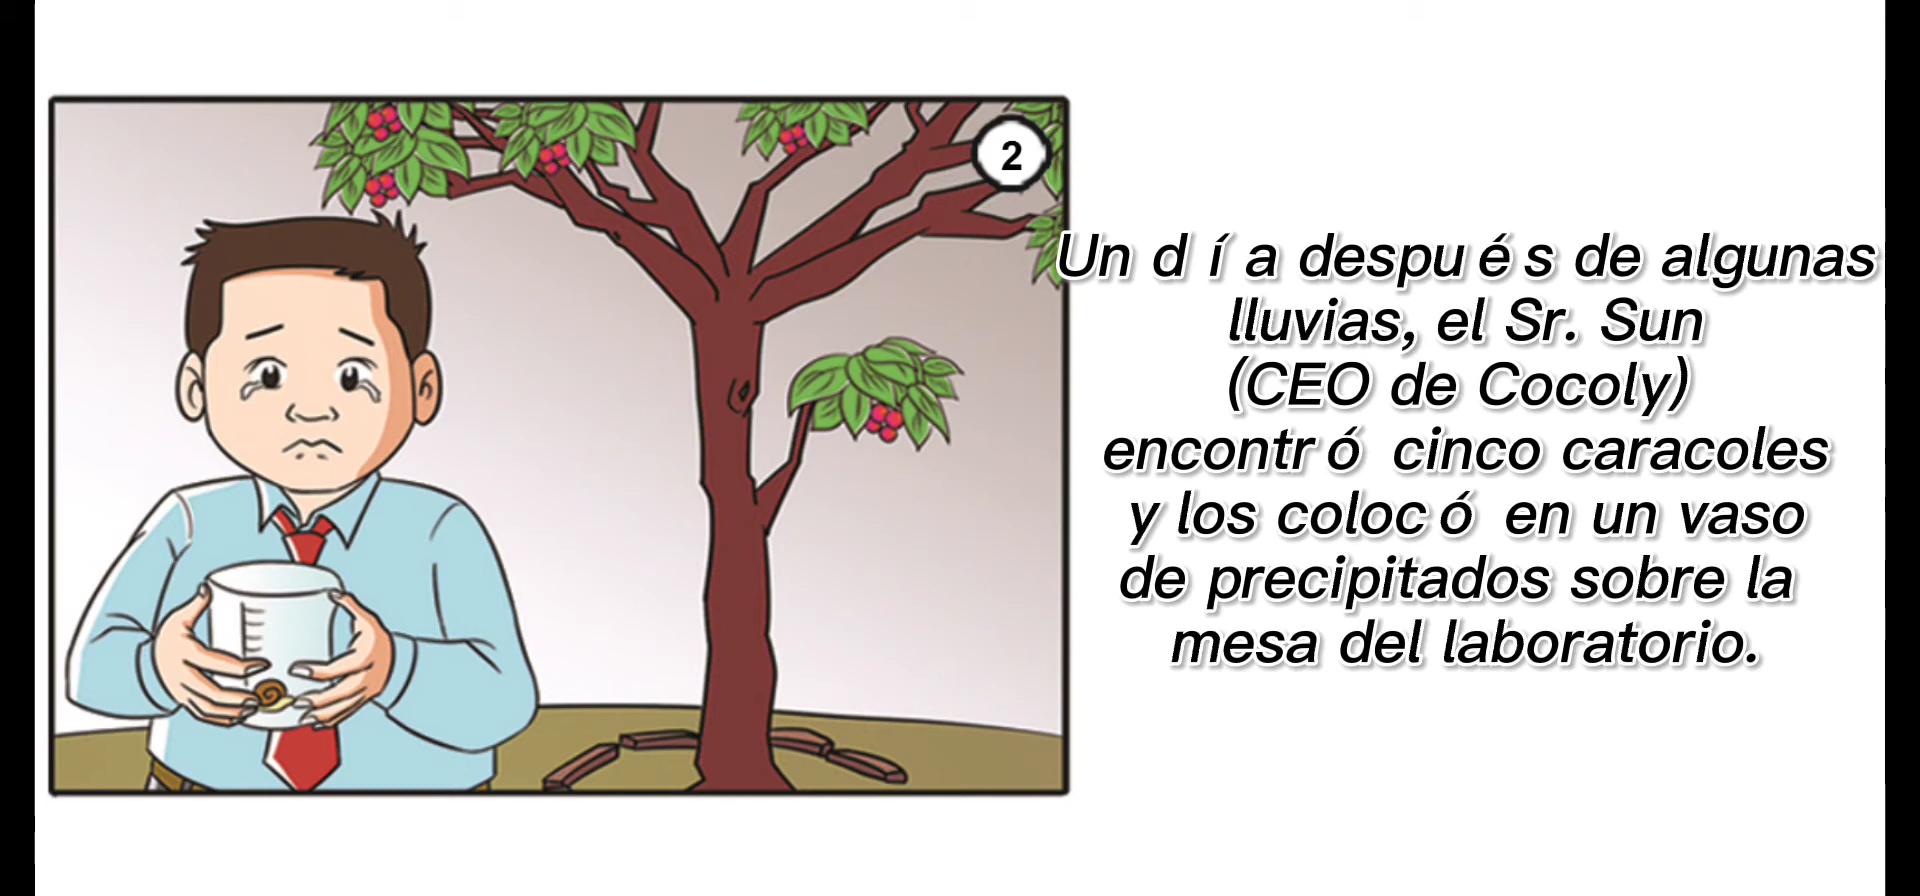 2
Un día después de algunas
lluvias, el Sr. Sun
(CEO de Cocoly)
encontró cinco caracoles
y los colocó en un vaso
de precipitados sobre la
mesa del laboratorio.